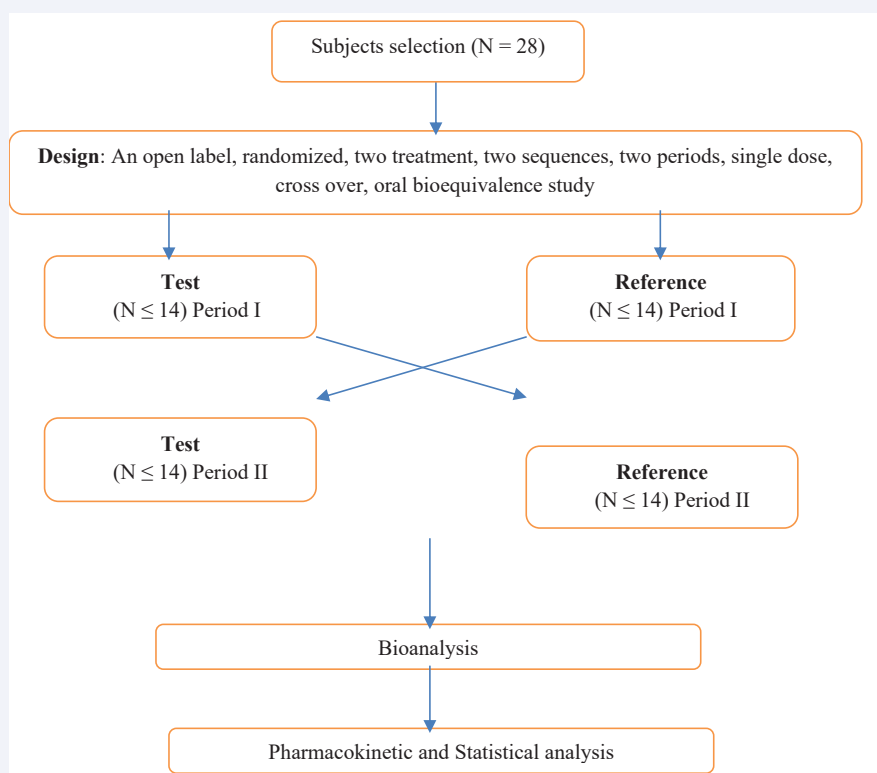 Subjects selection (N = 28)
Design: An open label, randomized, two treatment, two sequences, two periods, single dose,
cross over, oral bioequivalence study
Test
(N ≤ 14) Period I
Reference
(N ≤ 14) Period I
Test
(N ≤ 14) Period II
Reference
(N ≤ 14) Period II
Bioanalysis
Pharmacokinetic and Statistical analysis